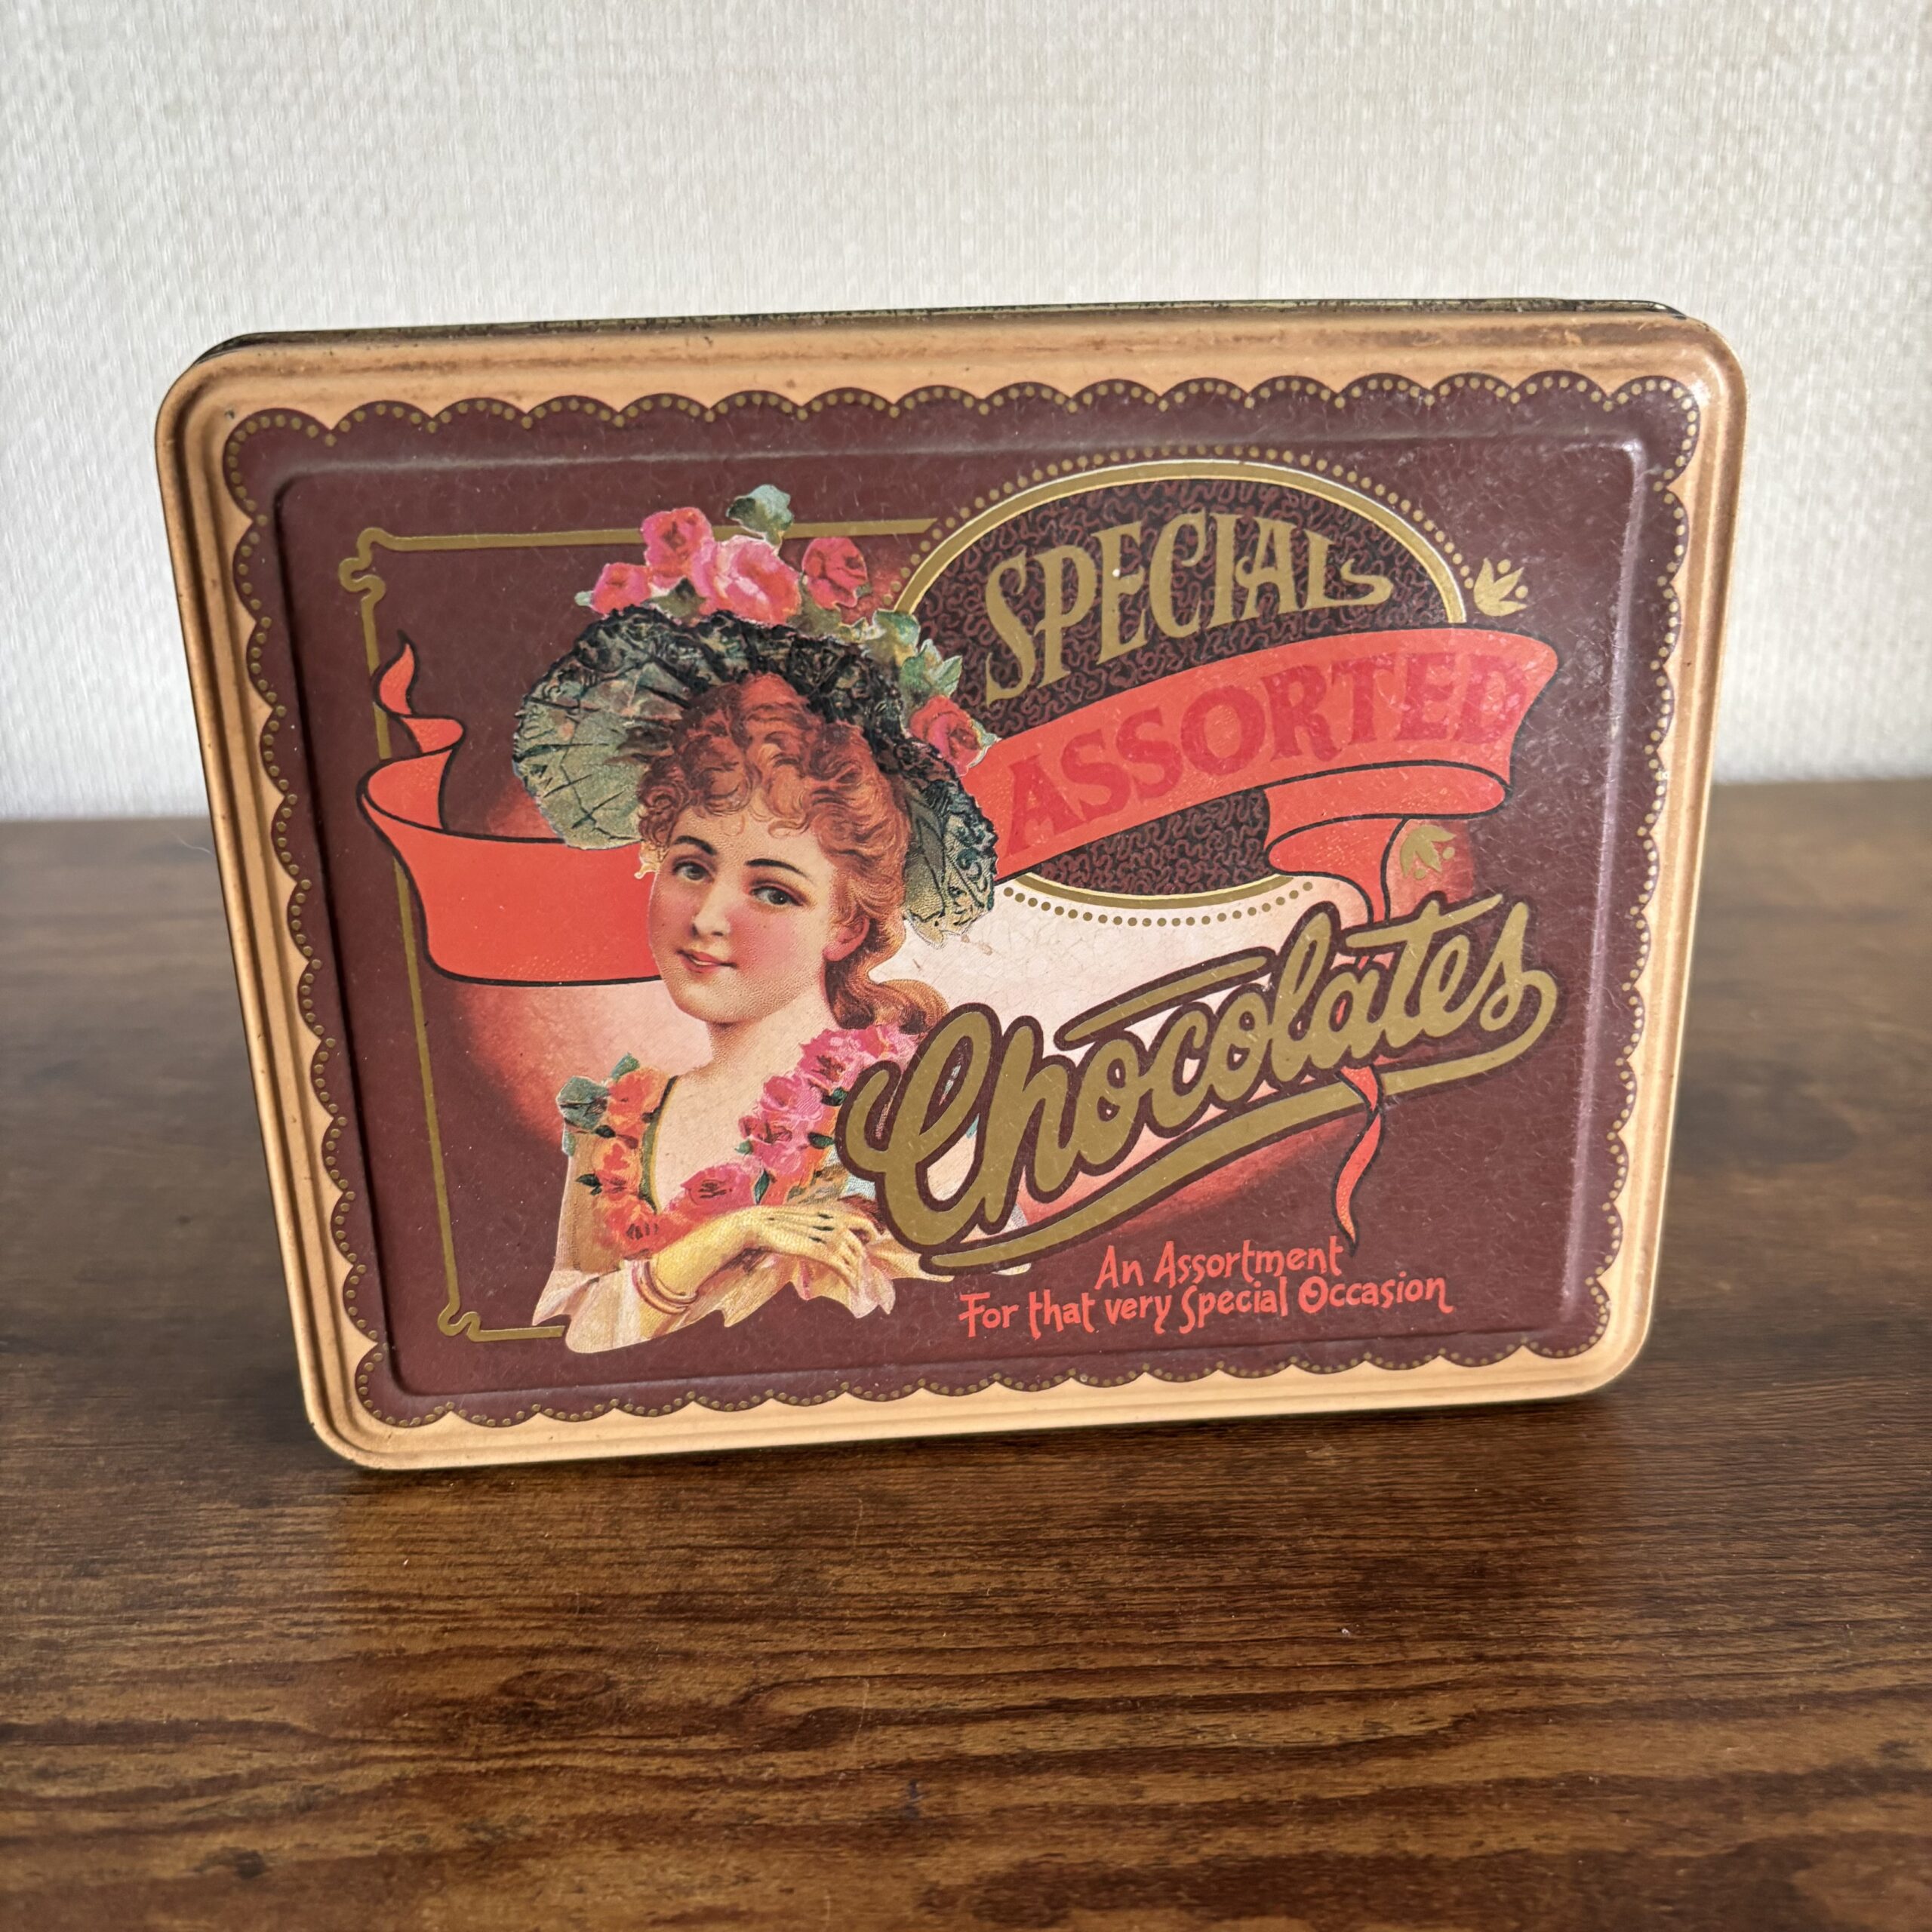 SPECIAL
ASSORTED
Chocolates
An Assortment
For that very Special Occasion